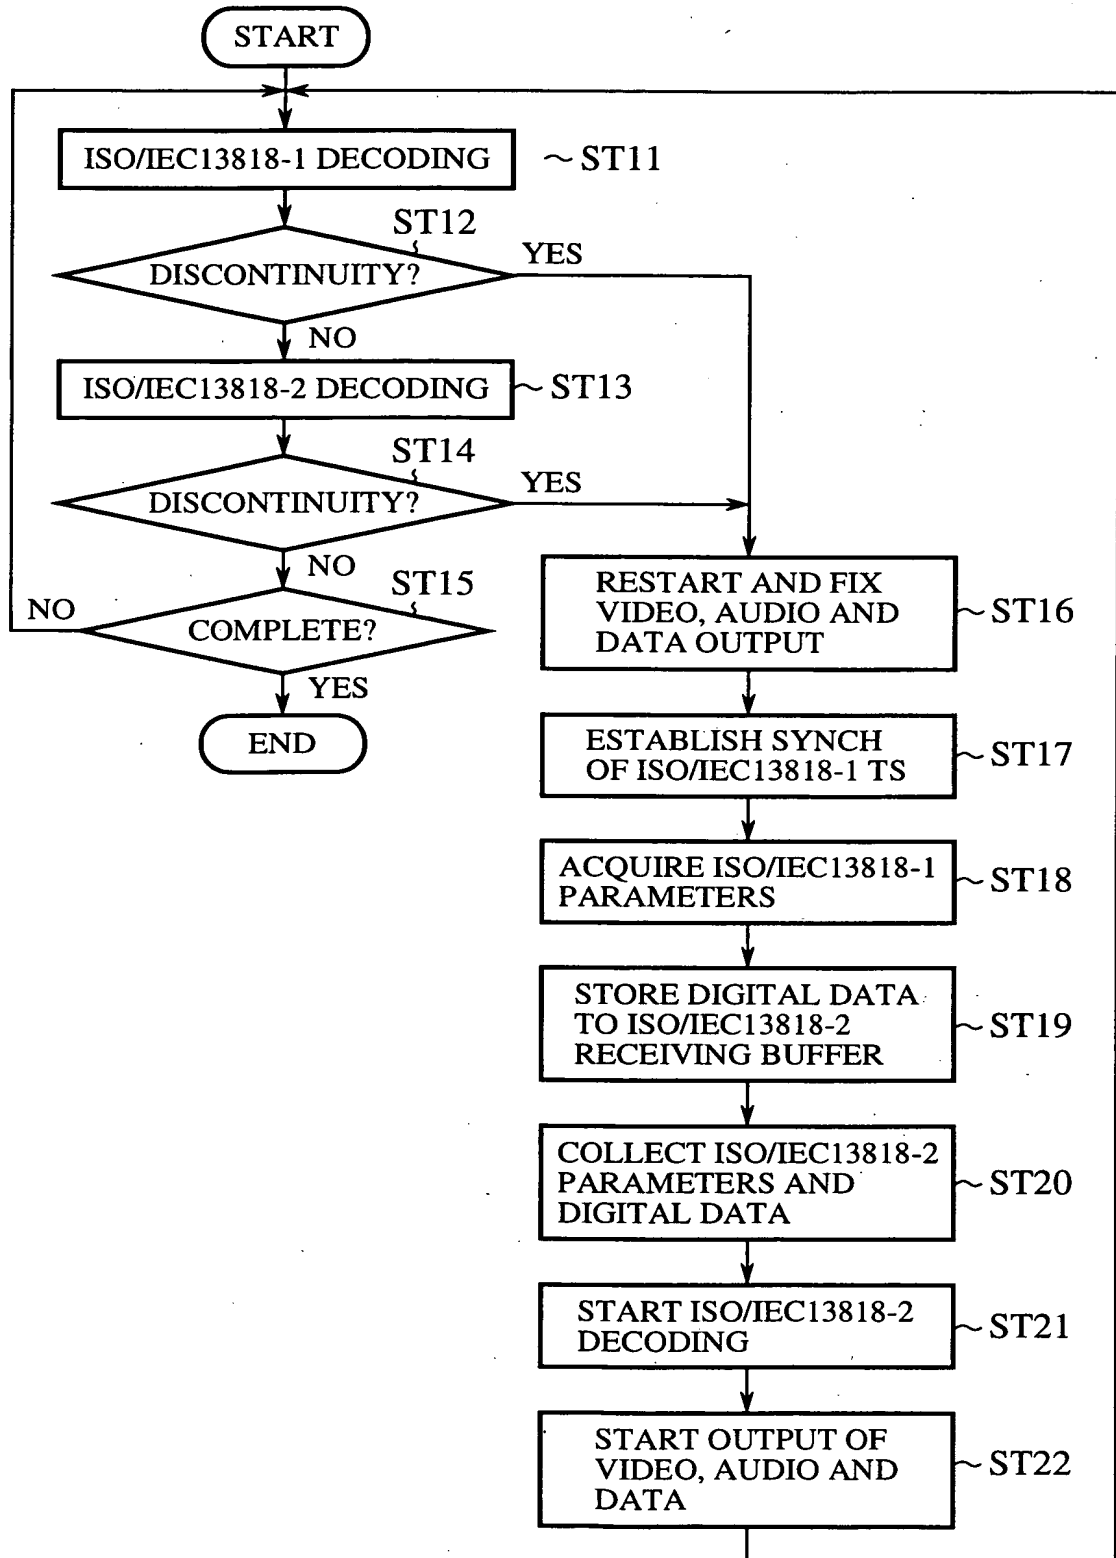 START
ISO/IEC13818-1 DECODING
~ST11
ST12
DISCONTINUITY?
YES
NO
ISO/IEC13818-2 DECODING
~ST13
ST14
DISCONTINUITY?
YES
NO
ST15
COMPLETE?
NO
YES
END
RESTART AND FIX
VIDEO, AUDIO AND
DATA OUTPUT
~ST16
ESTABLISH SYNCH
OF ISO/IEC13818-1 TS
~ST17
ACQUIRE ISO/IEC13818-1
PARAMETERS
~ST18
STORE DIGITAL DATA
TO ISO/IEC13818-2
RECEIVING BUFFER
~ST19
COLLECT ISO/IEC13818-2
PARAMETERS AND
DIGITAL DATA
~ST20
START ISO/IEC13818-2
DECODING
~ST21
START OUTPUT OF
VIDEO, AUDIO AND
DATA
~ST22